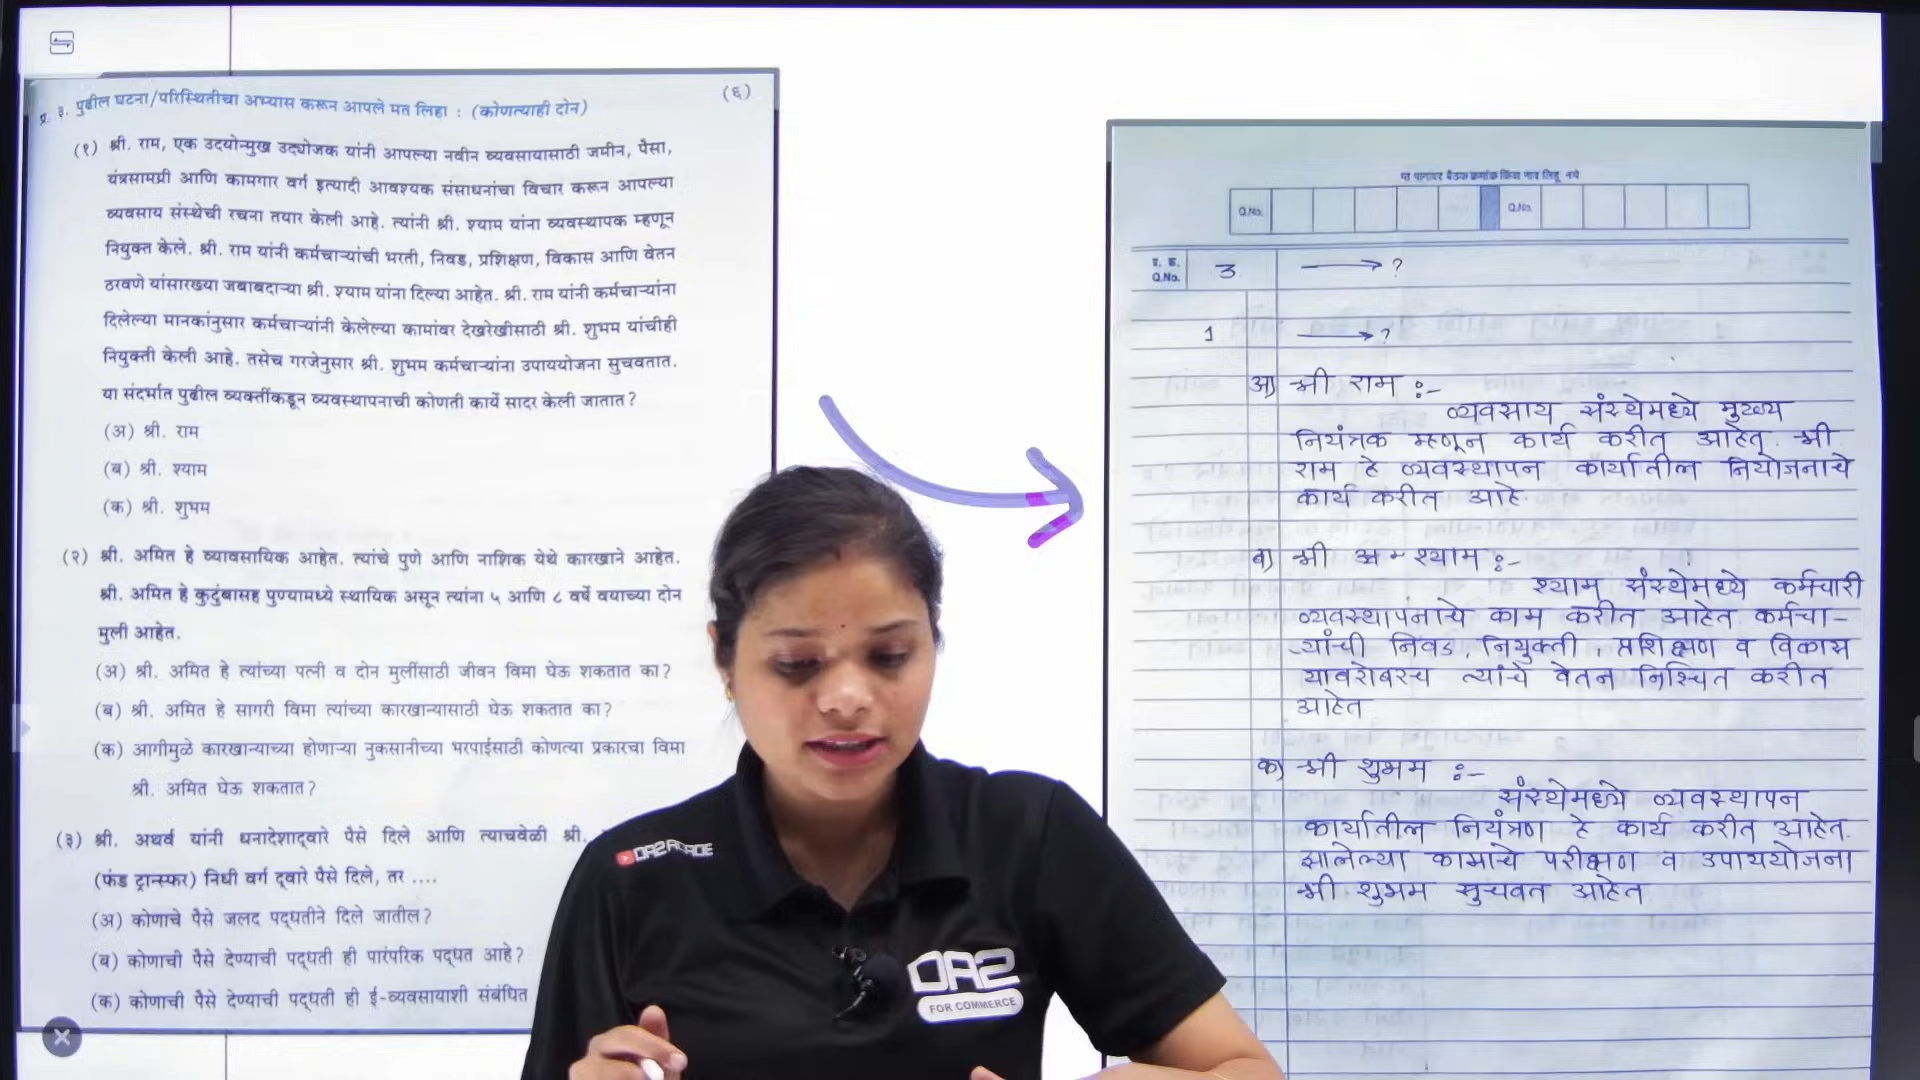 प्र. ३. पुढील घटना/परिस्थितीचा अभ्यास करून आपले मत लिहा : (कोणत्याही दोन)
(६)
(१) श्री. राम, एक उदयोन्मुख उद्योजक यांनी आपल्या नवीन व्यवसायासाठी जमीन, पैसा,
यंत्रसामग्री आणि कामगार वर्ग इत्यादी आवश्यक संसाधनांचा विचार करून आपल्या
व्यवसाय संस्थेची रचना तयार केली आहे. त्यांनी श्री. श्याम यांना व्यवस्थापक म्हणून
नियुक्त केले. श्री. राम यांनी कर्मचाऱ्यांची भरती, निवड, प्रशिक्षण, विकास आणि वेतन
ठरवणे यांसारख्या जबाबदाऱ्या श्री. श्याम यांना दिल्या आहेत. श्री. राम यांनी कर्मचाऱ्यांना
दिलेल्या मानकांनुसार कर्मचाऱ्यांनी केलेल्या कामांवर देखरेखीसाठी श्री. शुभम यांचीही
नियुक्ती केली आहे. तसेच गरजेनुसार श्री. शुभम कर्मचाऱ्यांना उपाययोजना सुचवतात.
या संदर्भात पुढील व्यक्तींकडून व्यवस्थापनाची कोणती कार्ये सादर केली जातात?
(अ) श्री. राम
(ब) श्री. श्याम
(क) श्री. शुभम
(२) श्री. अमित हे व्यावसायिक आहेत. त्यांचे पुणे आणि नाशिक येथे कारखाने आहेत.
श्री. अमित हे कुटुंबासह पुण्यामध्ये स्थायिक असून त्यांना ५ आणि ८ वर्षे वयाच्या दोन
मुली आहेत.
(अ) श्री. अमित हे त्यांच्या पत्नी व दोन मुलींसाठी जीवन विमा घेऊ शकतात का?
(ब) श्री. अमित हे सागरी विमा त्यांच्या कारखान्यासाठी घेऊ शकतात का?
(क) आगीमुळे कारखान्याच्या होणाऱ्या नुकसानीच्या भरपाईसाठी कोणत्या प्रकारचा विमा
श्री. अमित घेऊ शकतात?
(३) श्री. अथर्व यांनी धनादेशाद्वारे पैसे दिले आणि त्याचवेळी श्री.
(फंड ट्रान्स्फर) निधी वर्ग द्वारे पैसे दिले, तर ....
(अ) कोणाचे पैसे जलद पद्धतीने दिले जातील?
(ब) कोणाची पैसे देण्याची पद्धती ही पारंपरिक पद्धत आहे?
(क) कोणाची पैसे देण्याची पद्धती ही ई-व्यवसायाशी संबंधित
DA2
FOR COMMERCE
या पानावर बैठक क्रमांक किंवा नाव लिहू नये
Q.No. Q.No.
प्र. क्र.
Q.No. 3 → ?
1 → ?
अ) श्री राम :-
व्यवसाय संस्थेमध्ये मुख्य
नियंत्रक म्हणून कार्य करीत आहेत. श्री
राम हे व्यवस्थापन कार्यातील नियोजनाचे
कार्य करीत आहे.
ब) श्री श्याम :-
श्याम संस्थेमध्ये कर्मचारी
व्यवस्थापनाचे काम करीत आहेत. कर्मचा-
ऱ्यांची निवड, नियुक्ती, प्रशिक्षण व विकास
याबरोबरच त्यांचे वेतन निश्चित करीत
आहेत
क) श्री शुभम :-
संस्थेमध्ये व्यवस्थापन
कार्यातील नियंत्रण हे कार्य करीत आहेत.
झालेल्या कामाचे परीक्षण व उपाययोजना
श्री शुभम सुचवत आहेत.